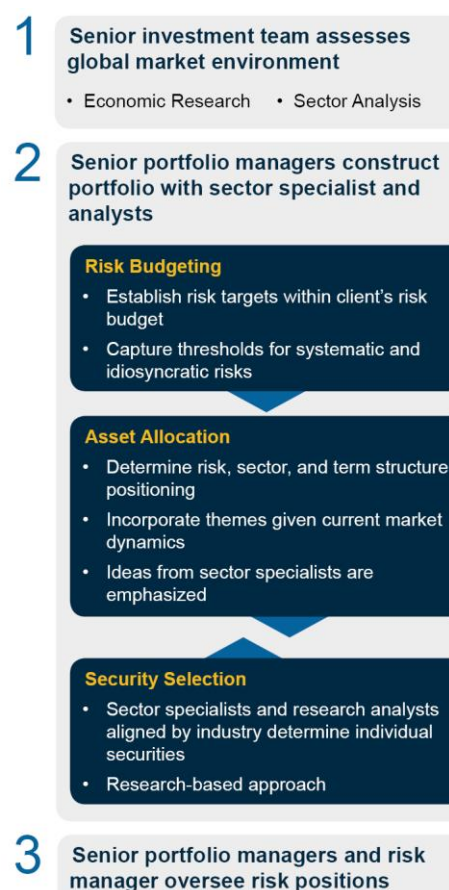 1
Senior investment team assesses
global market environment
• Economic Research • Sector Analysis
2
Senior portfolio managers construct
portfolio with sector specialist and
analysts
Risk Budgeting
• Establish risk targets within client's risk
budget
• Capture thresholds for systematic and
idiosyncratic risks
Asset Allocation
• Determine risk, sector, and term structure
positioning
• Incorporate themes given current market
dynamics
• Ideas from sector specialists are
emphasized
Security Selection
• Sector specialists and research analysts
aligned by industry determine individual
securities
• Research-based approach
3
Senior portfolio managers and risk
manager oversee risk positions